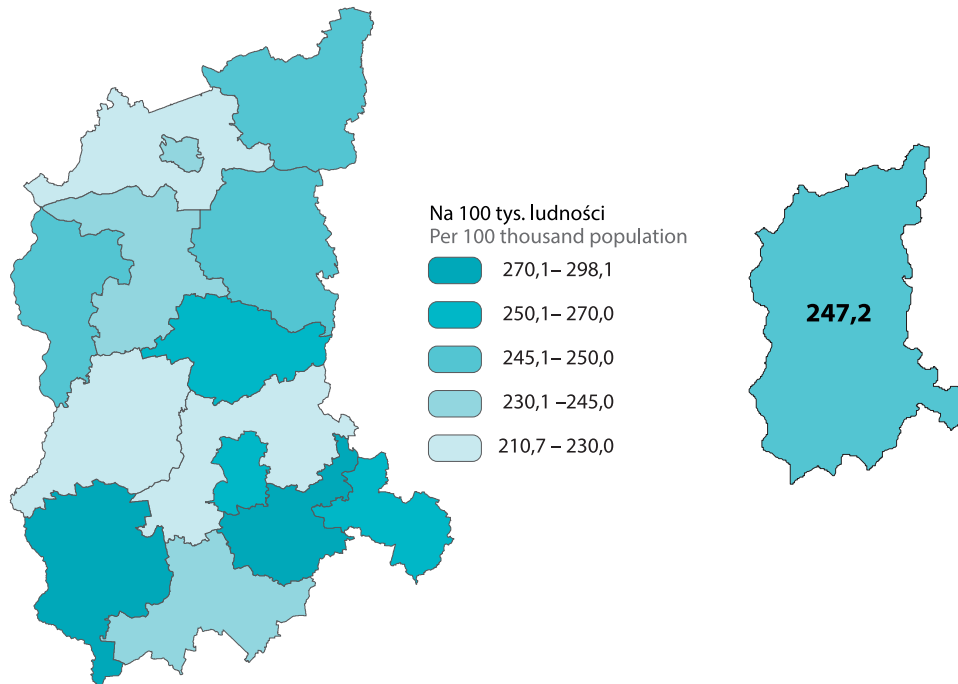 Na 100 tys. ludności
Per 100 thousand population
270,1– 298,1
250,1– 270,0
245,1– 250,0
230,1 –245,0
210,7 – 230,0
247,2